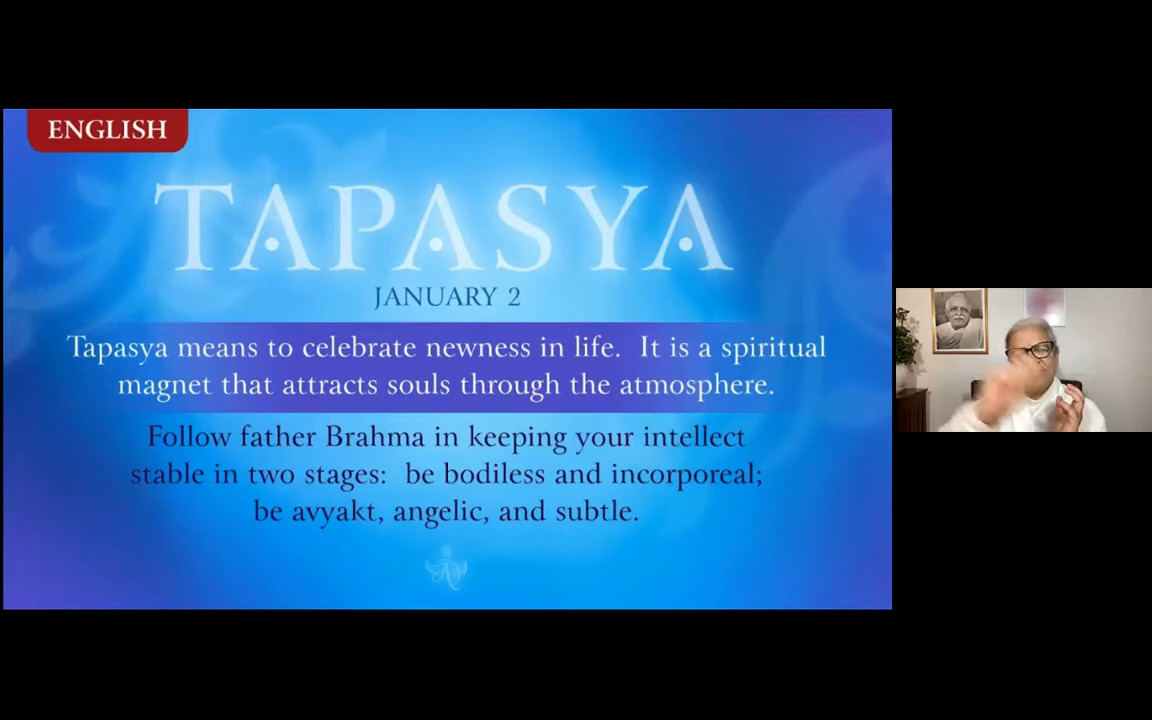 ENGLISH
TAPASYA
JANUARY 2
Tapasya means to celebrate newness in life. It is a spiritual
magnet that attracts souls through the atmosphere.
Follow father Brahma in keeping your intellect
stable in two stages: be bodiless and incorporeal;
be avyakt, angelic, and subtle.